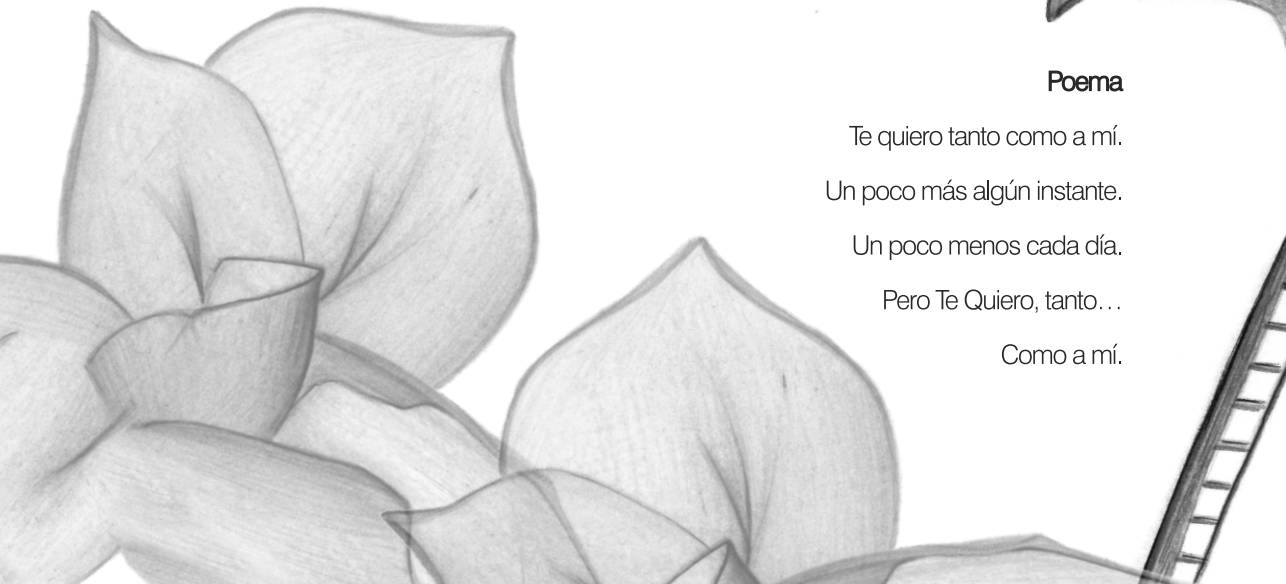 Poema
Te quiero tanto como a mí.
Un poco más algún instante.
Un poco menos cada día.
Pero Te Quiero, tanto…
Como a mí.